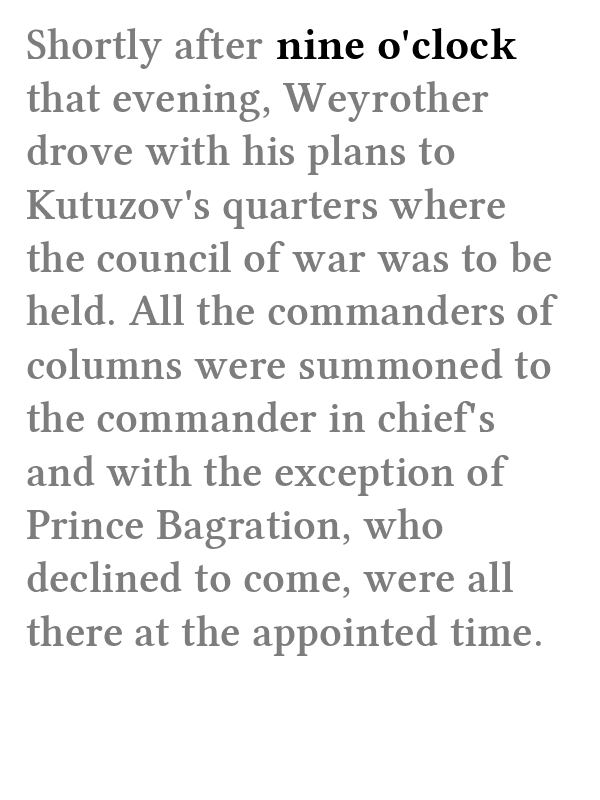 Shortly after nine o'clock
that evening, Weyrother
drove with his plans to
Kutuzov's quarters where
the council of war was to be
held. All the commanders of
columns were summoned to
the commander in chief's
and with the exception of
Prince Bagration, who
declined to come, were all
there at the appointed time.